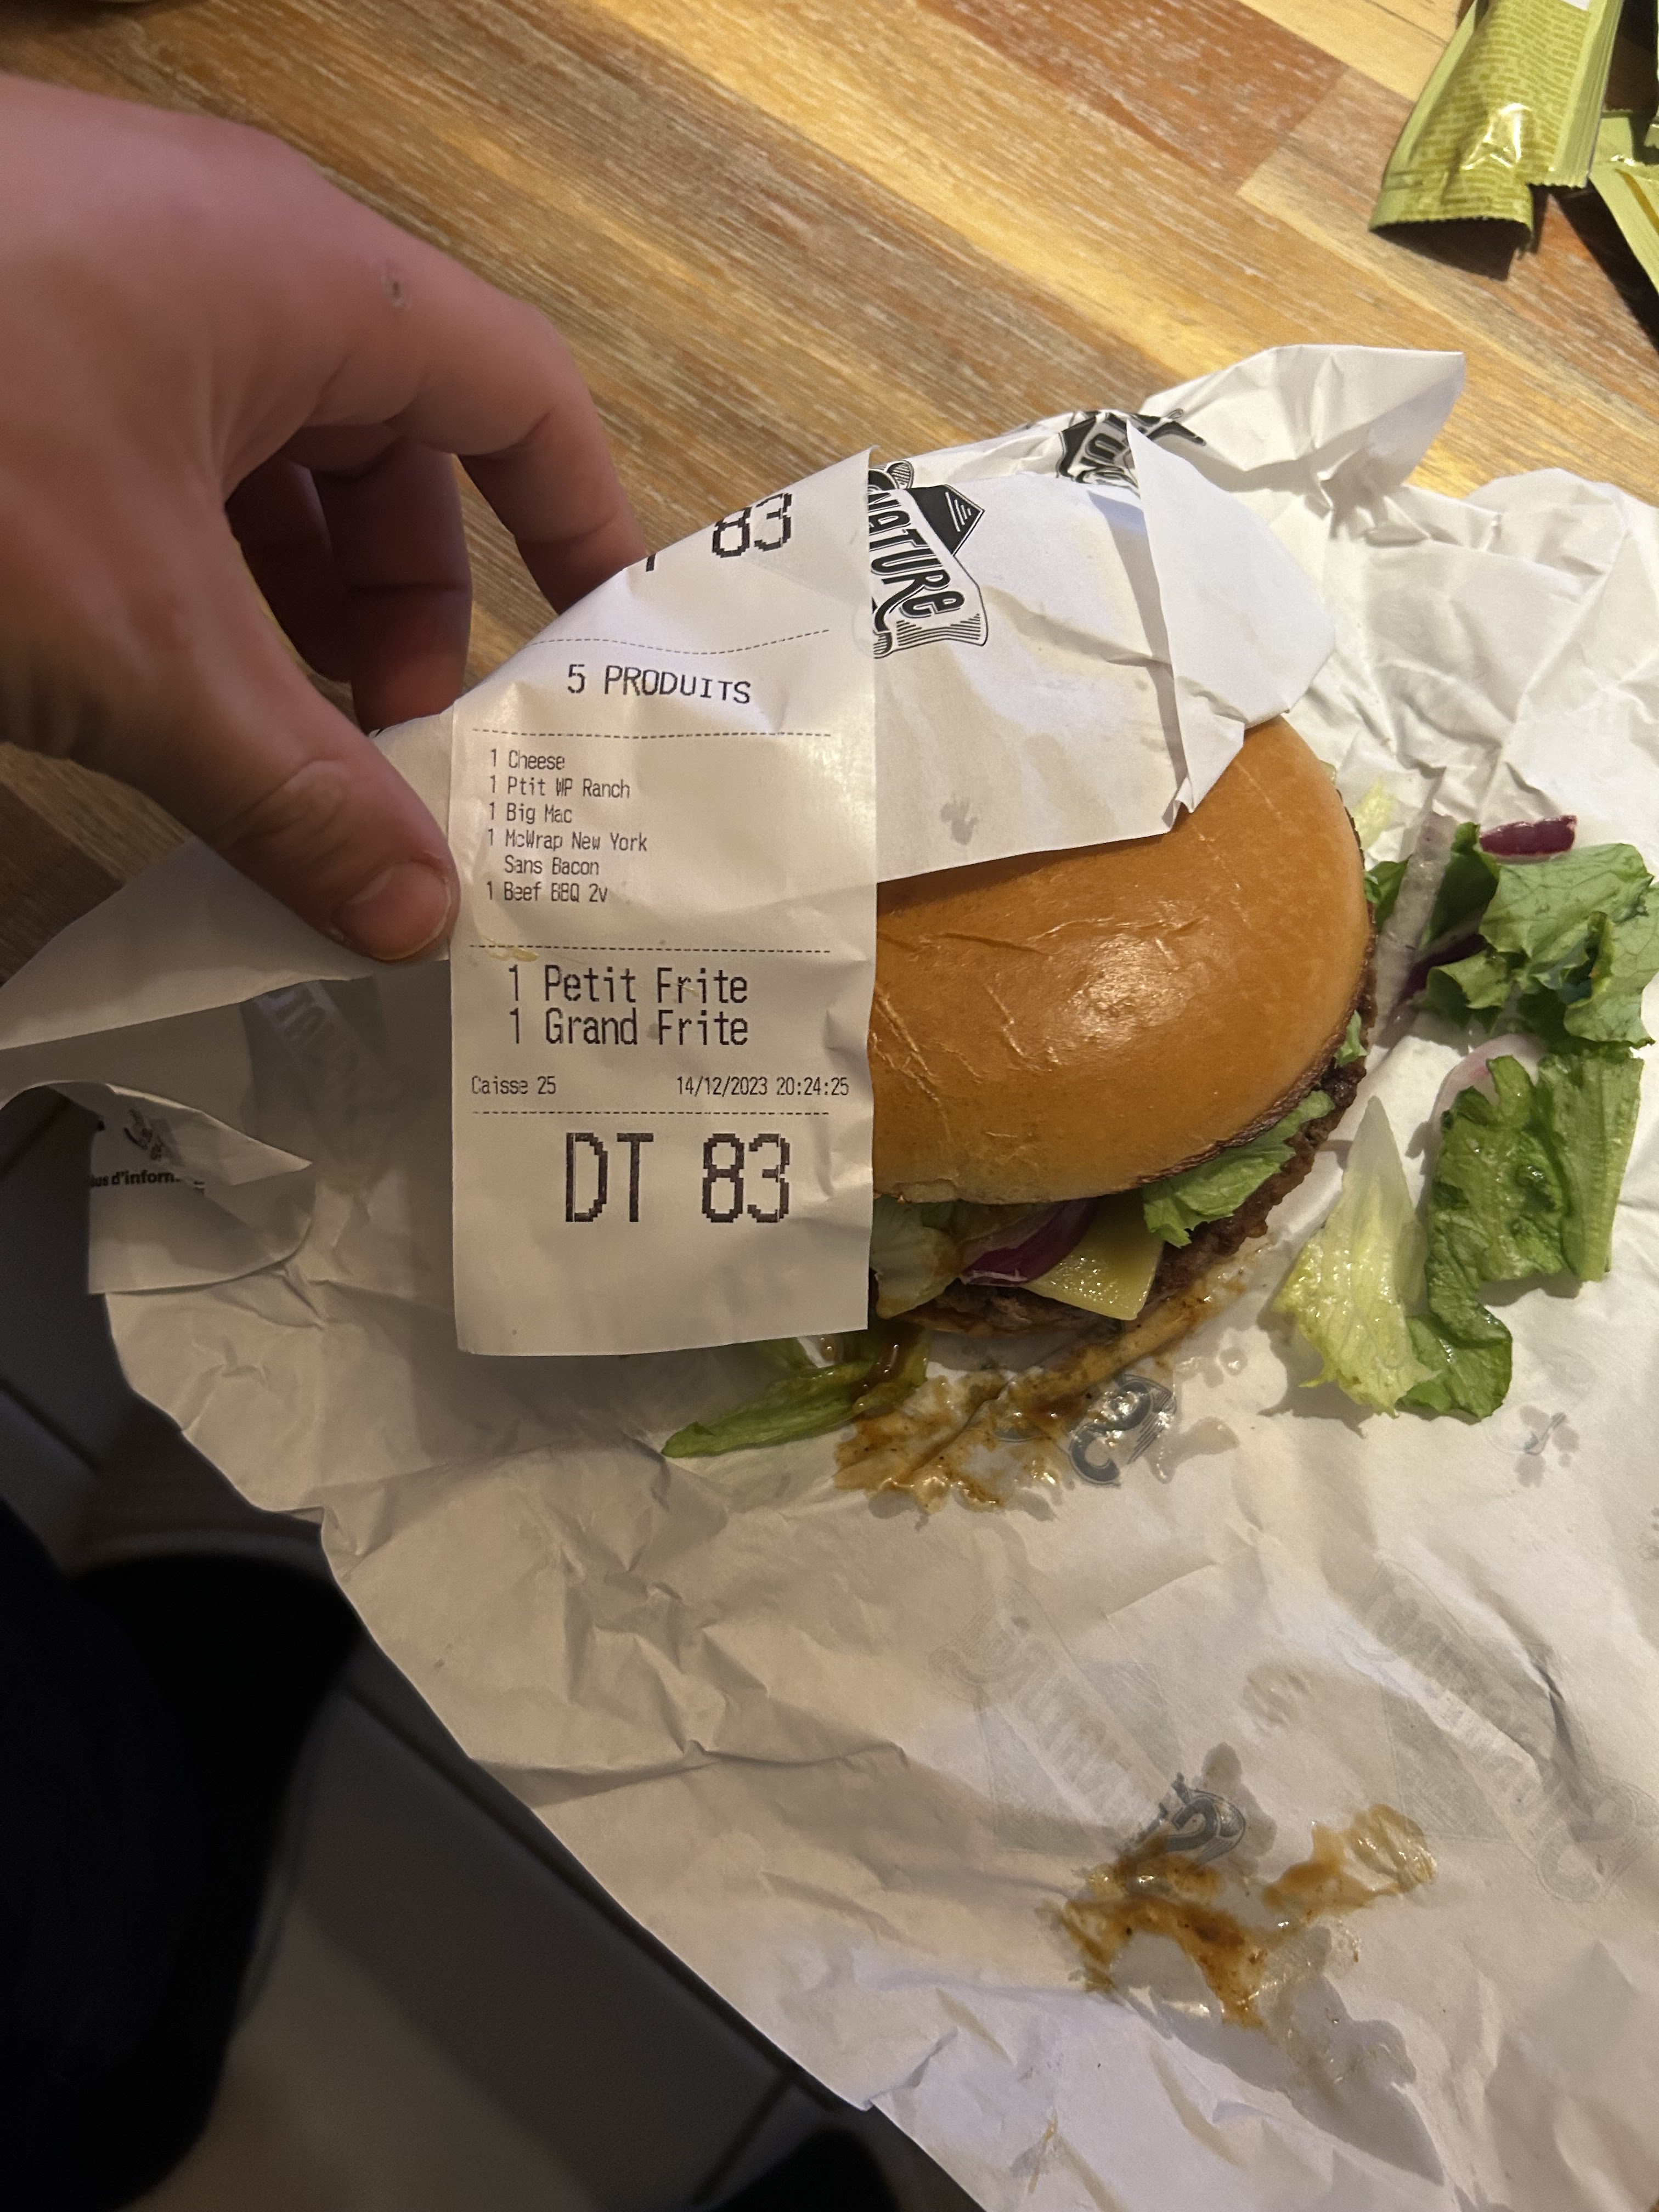 83
5 PRODUITS
1 Cheese
1 Ptit WP Ranch
1 Big Mac
1 McWrap New York
Sans Bacon
1 Beef BBQ 2v
1 Petit Frite
1 Grand Frite
Caisse 25 14/12/2023 20:24:25
DT 83